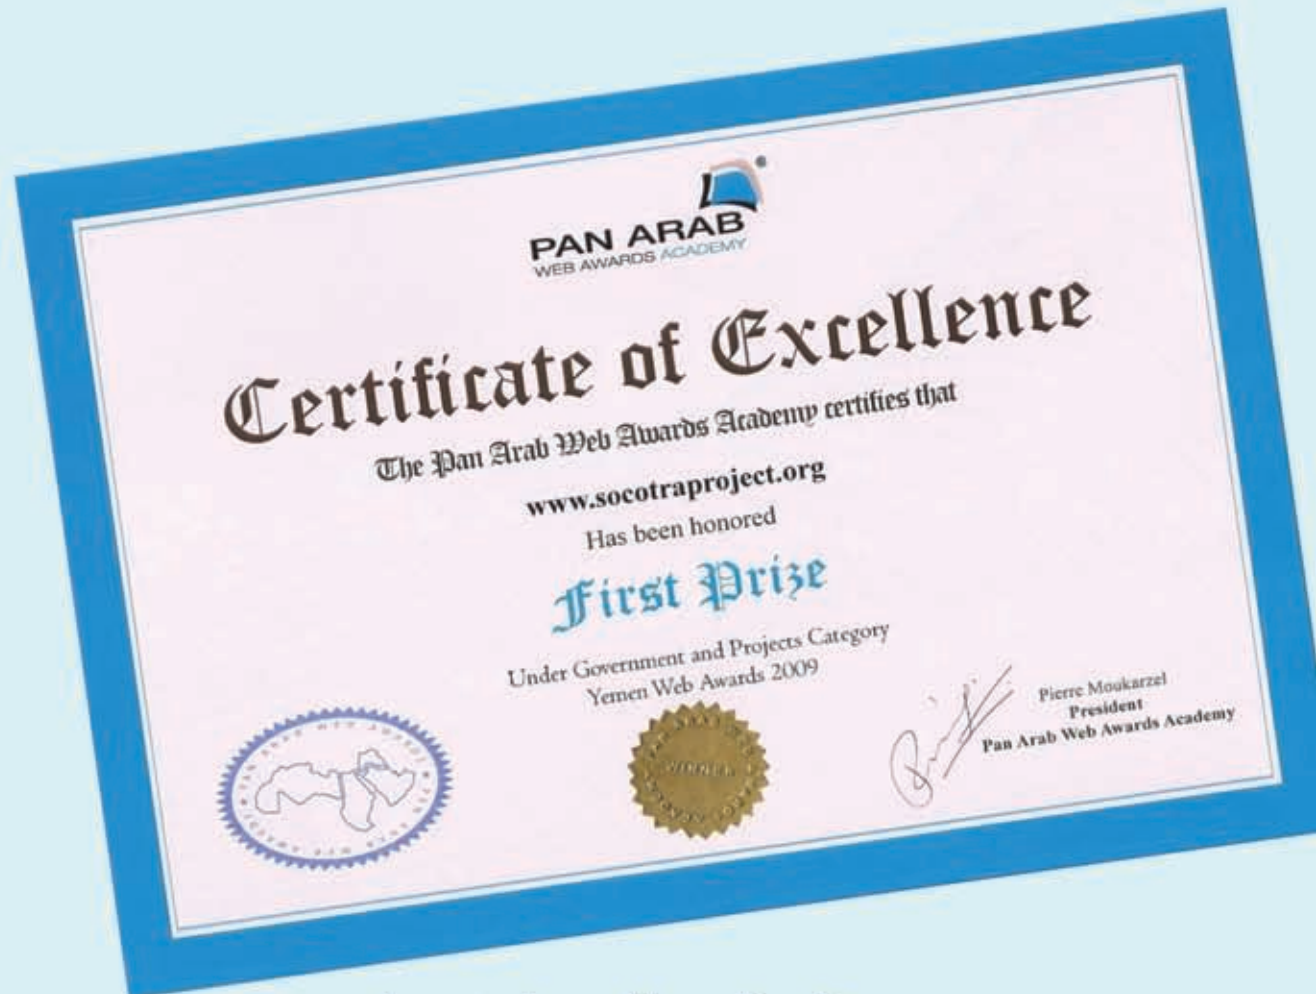 PAN ARAB
WEB AWARDS ACADEMY
Certificate of Excellence
The Pan Arab Web Awards Academy certifies that
www.socotraproject.org
Has been honored
First Prize
Under Government and Projects Category
Yemen Web Awards 2009
Pierre Moukarzel
President
Pan Arab Web Awards Academy
WINNER